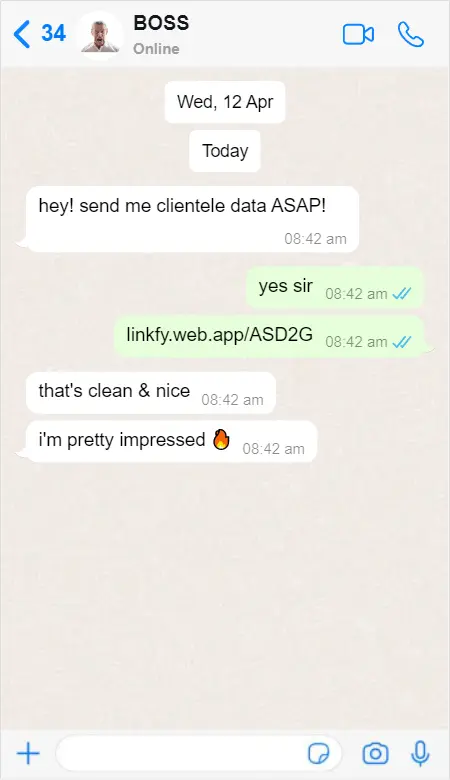 34
BOSS
Online
Wed, 12 Apr
Today
hey! send me clientele data ASAP!
08:42 am
yes sir 08:42 am
linkfy.web.app/ASD2G 08:42 am
that's clean & nice 08:42 am
i'm pretty impressed 🔥 08:42 am